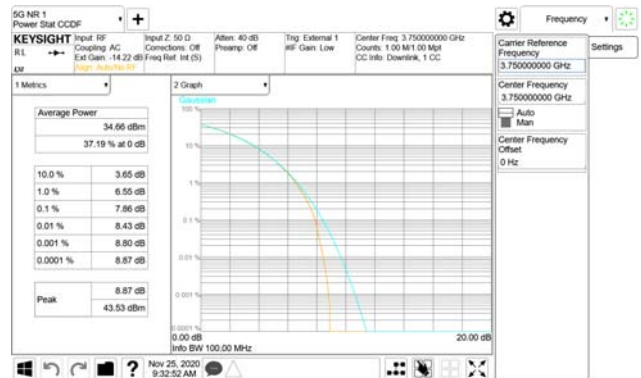 5G NR 1
Power Stat CCDF
Frequency
KEYSIGHT
RL
Input: RF
Coupling: AC
Ext Gain: -14.22 dB
Align: Auto/No RF
Input Z: 50 Ω
Corrections: Off
Freq Ref: Int (S)
Atten: 40 dB
Preamp: Off
Trig: External 1
#IF Gain: Low
Center Freq: 3.750000000 GHz
Counts: 1.00 M/1.00 Mpt
CC Info: Downlink, 1 CC
Carrier Reference
Frequency
3.750000000 GHz
Settings
Center Frequency
3.750000000 GHz
Auto
Man
Center Frequency
Offset
0 Hz
1 Metrics
Average Power
34.66 dBm
37.19 % at 0 dB
10.0 % 3.65 dB
1.0 % 6.55 dB
0.1 % 7.66 dB
0.01 % 8.43 dB
0.001 % 8.80 dB
0.0001 % 8.87 dB
Peak
8.87 dB
43.53 dBm
2 Graph
Gaussian
100 %
10 %
1 %
0.1 %
0.01 %
0.001 %
0.0001 %
0.00 dB
20.00 dB
Info BW 100.00 MHz
Nov 25, 2020
9:32:52 AM